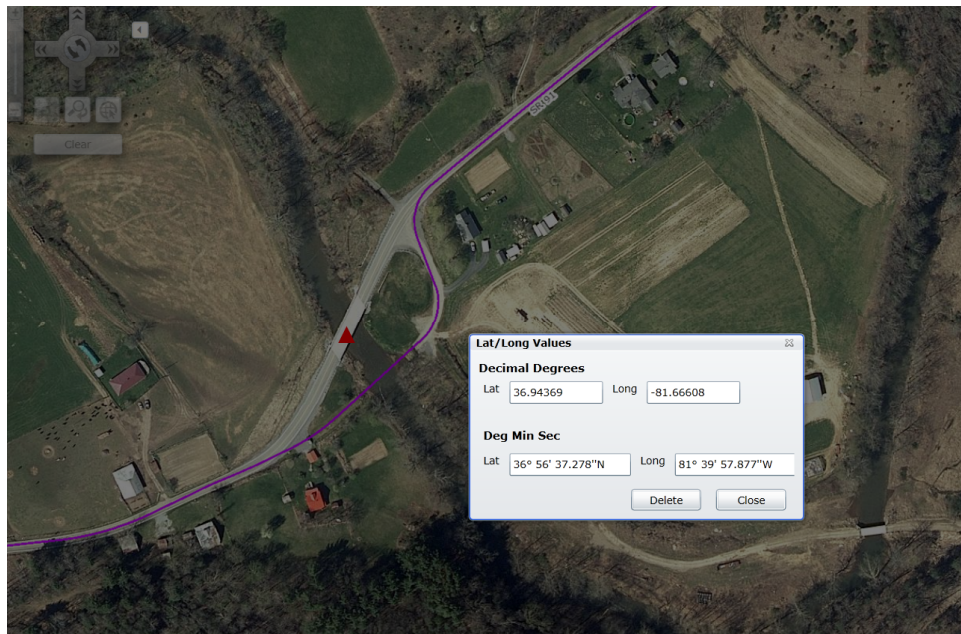 Clear
SR(91)
Lat/Long Values
Decimal Degrees
Lat 36.94369 Long -81.66608
Deg Min Sec
Lat 36° 56' 37.278"N Long 81° 39' 57.877"W
Delete Close